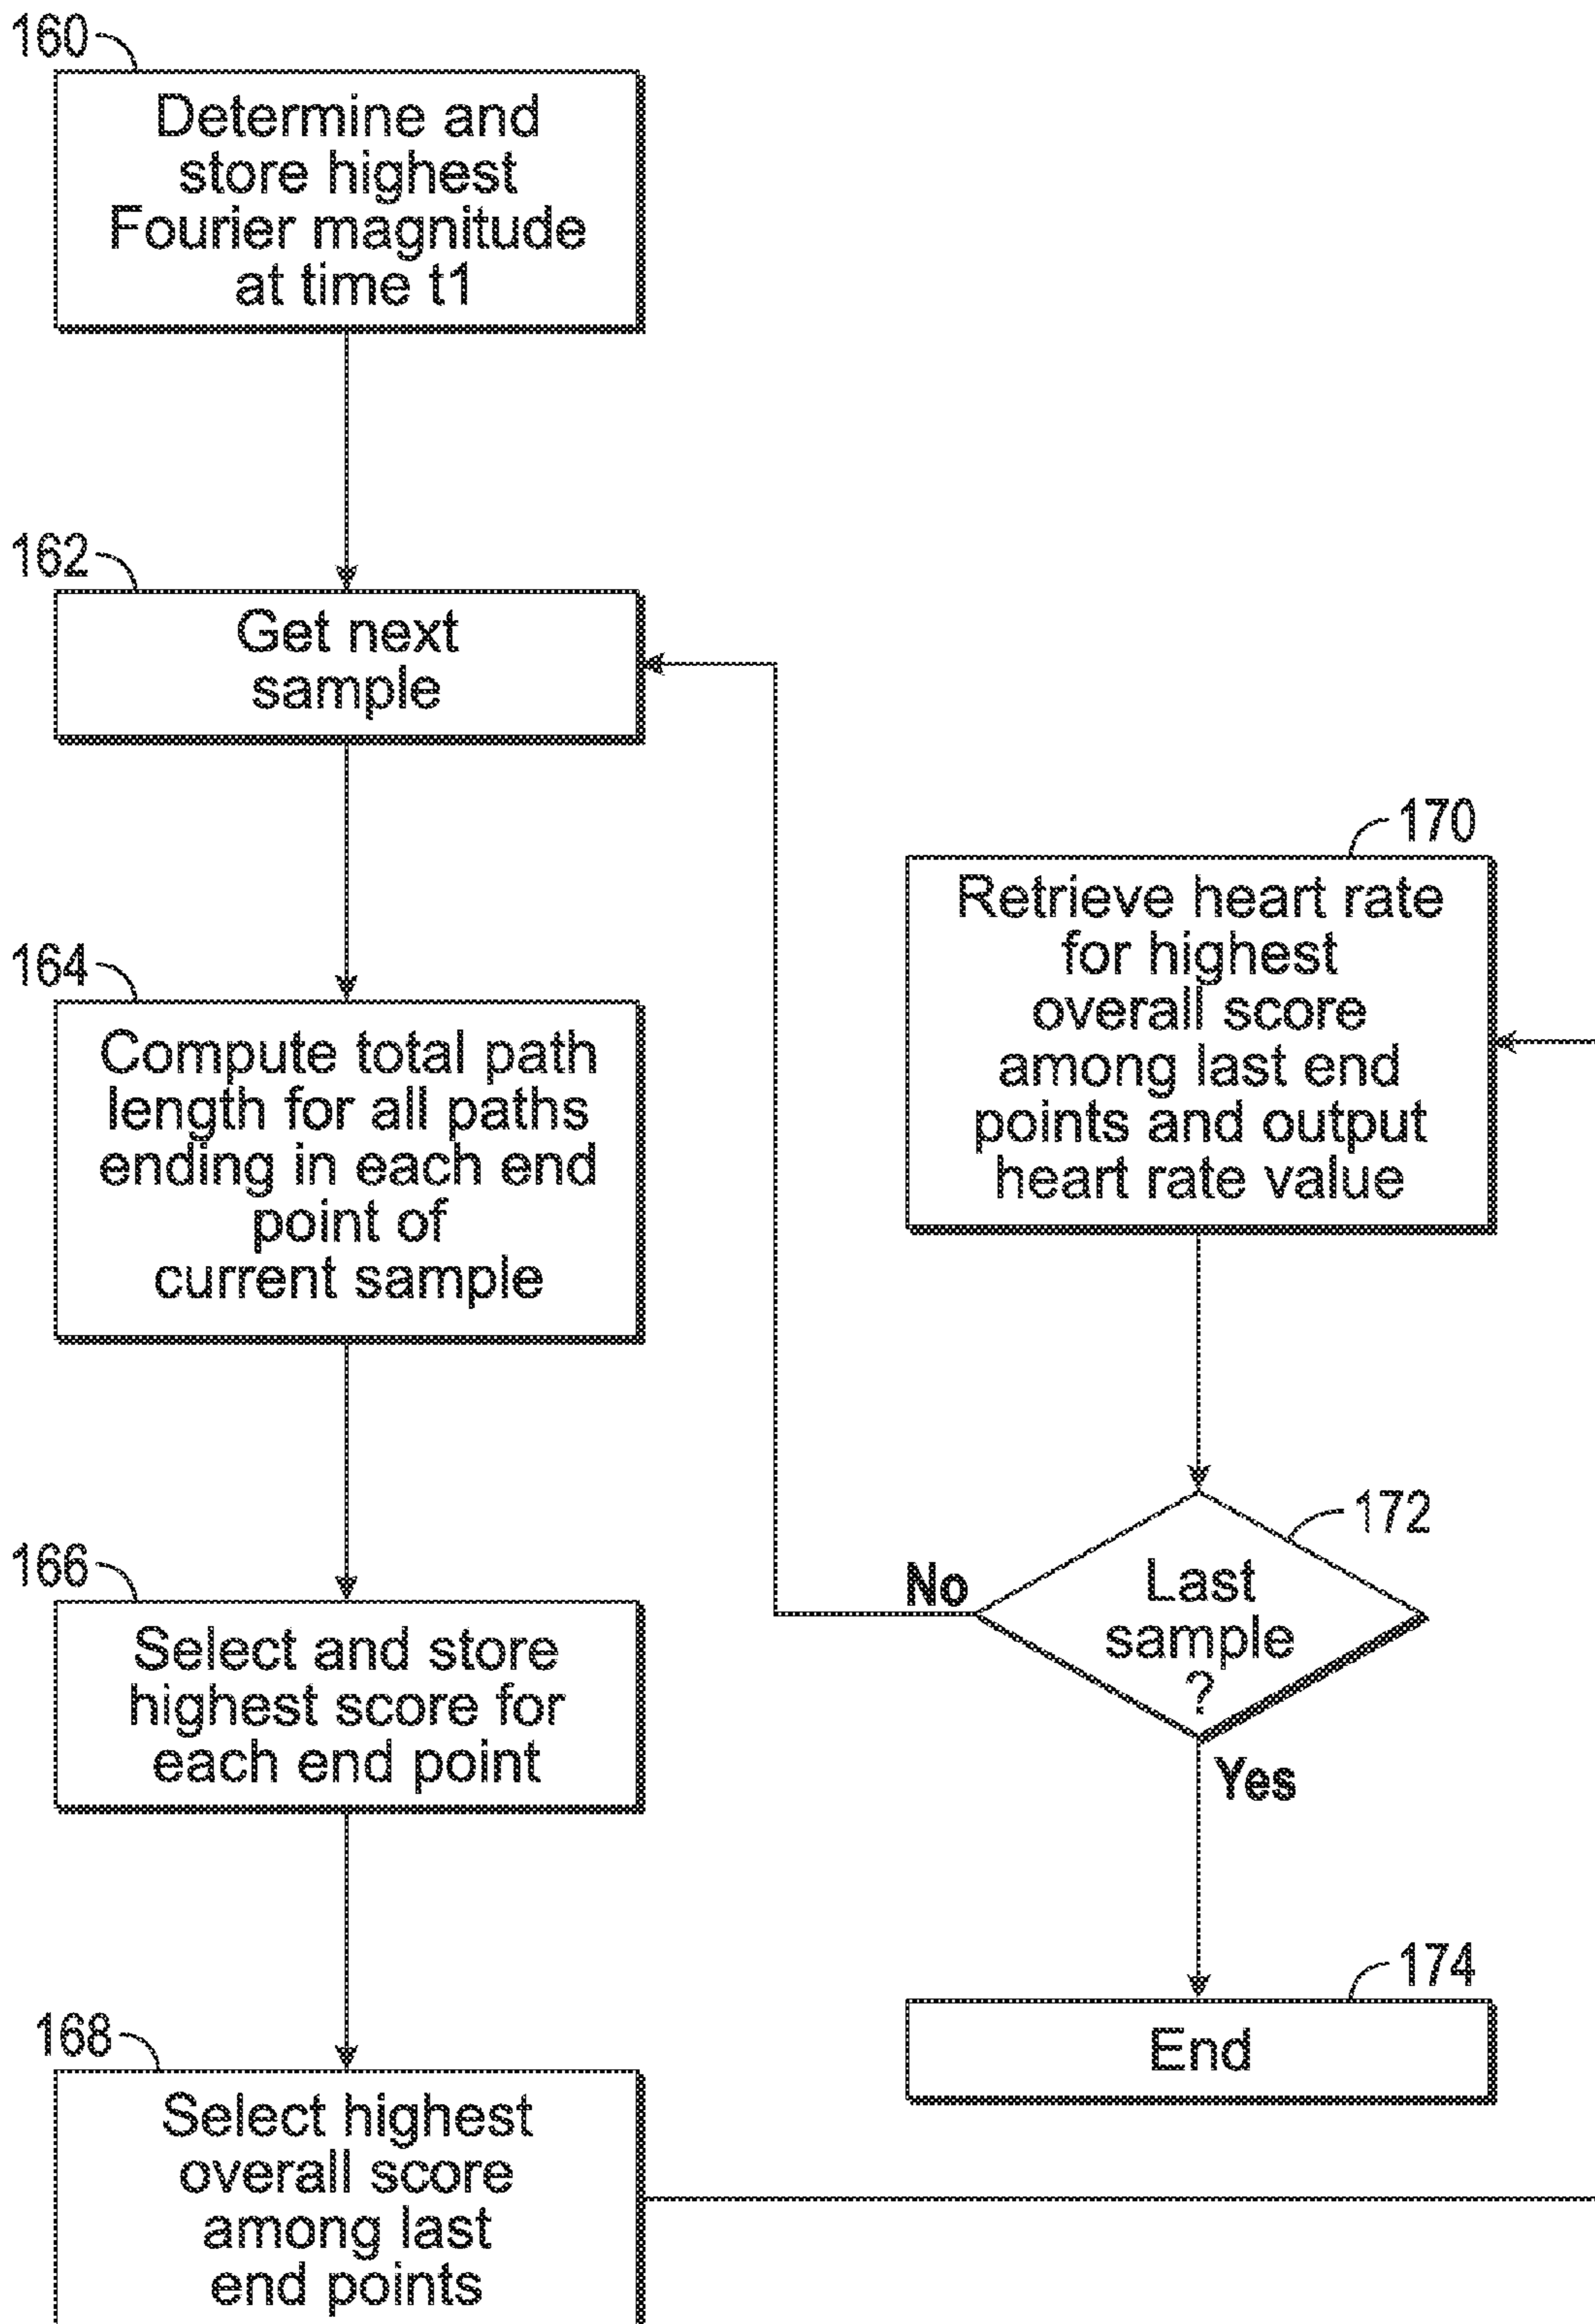 160
Determine and
store highest
Fourier magnitude
at time t1
162
Get next
sample
164
Compute total path
length for all paths
ending in each end
point of
current sample
166
Select and store
highest score for
each end point
168
Select highest
overall score
among last
end points
170
Retrieve heart rate
for highest
overall score
among last end
points and output
heart rate value
172
Last
sample
?
No
Yes
174
End